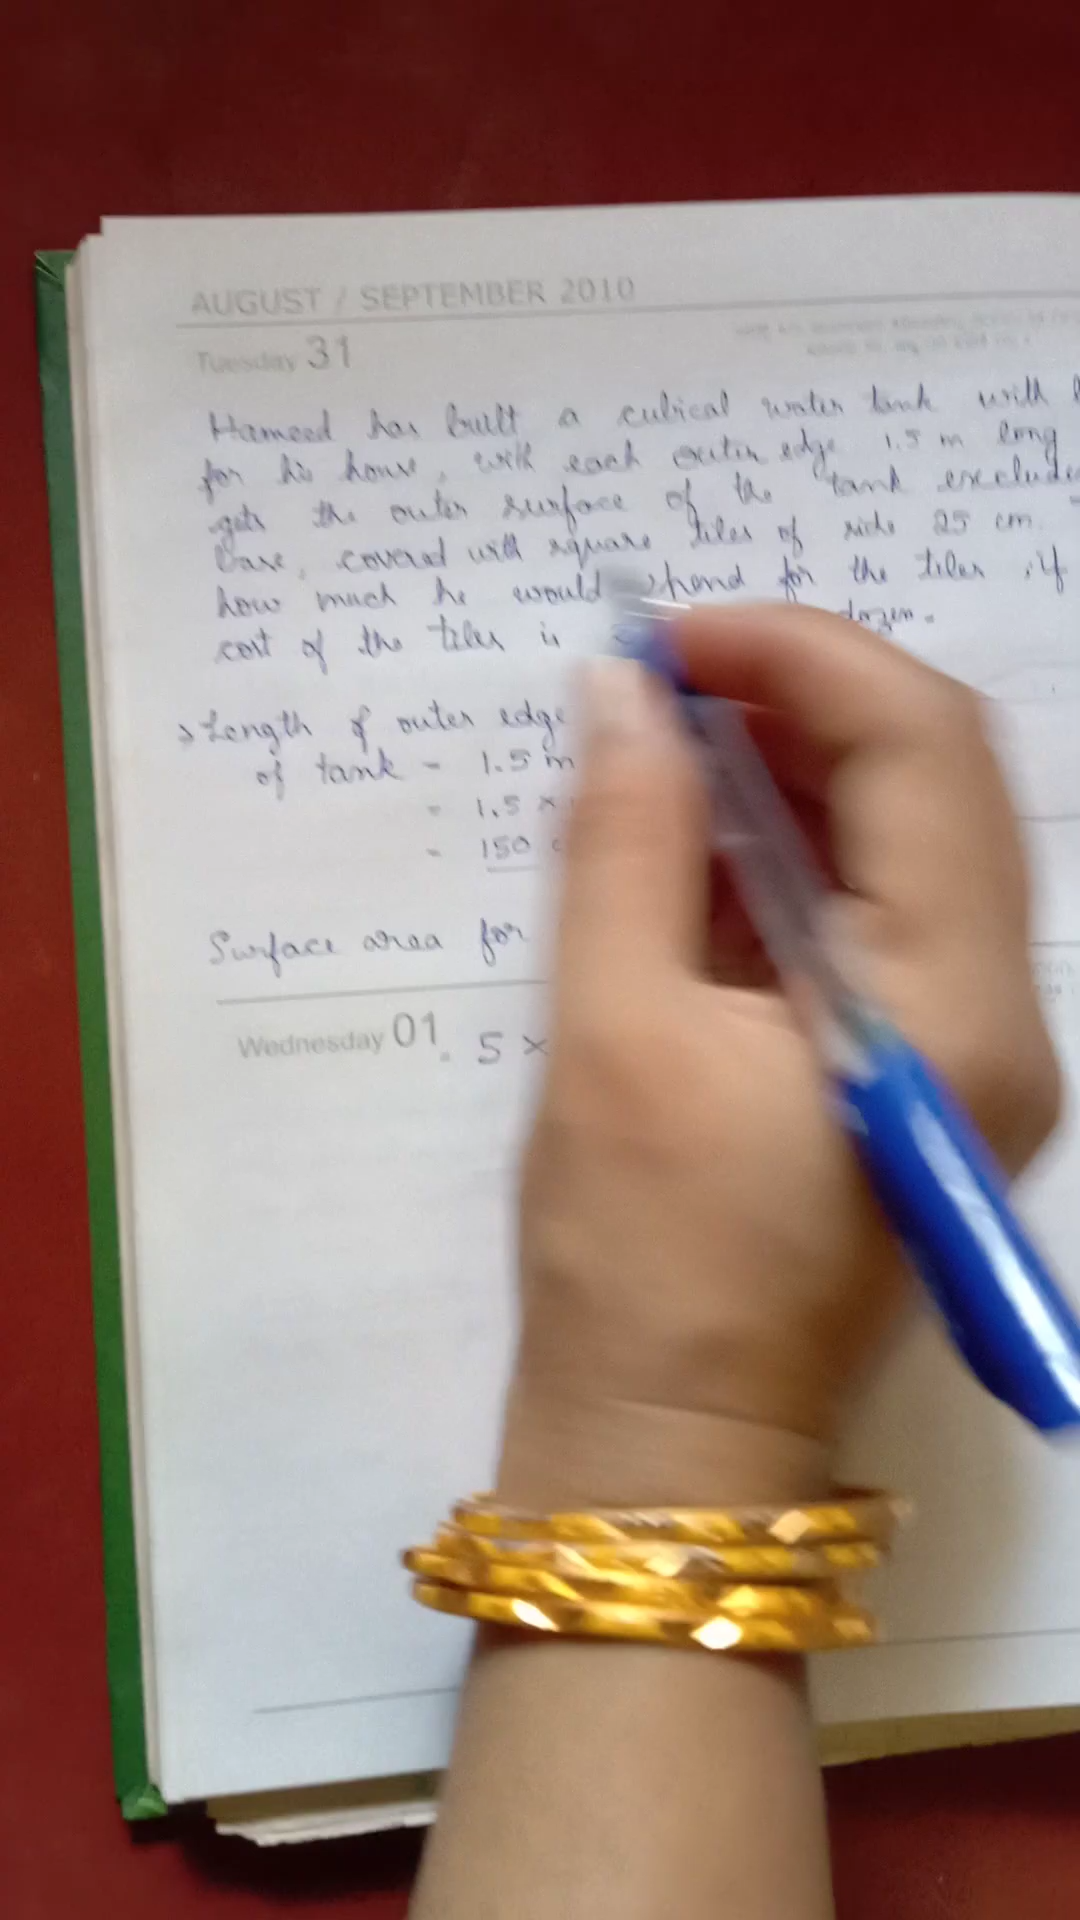 AUGUST / SEPTEMBER 2010
Tuesday 31
Hameed has built a cubical water tank with
for his house, with each outer edge 1.5 m long
gets the outer surface of the tank excluding
base, covered with square tiles of side 25 cm.
how much he would spend for the tiles, if
cost of the tiles is dozen.
Length of outer edge
of tank = 1.5 m
= 1.5 ×
= 150
Surface area for
Wednesday 01
5 ×